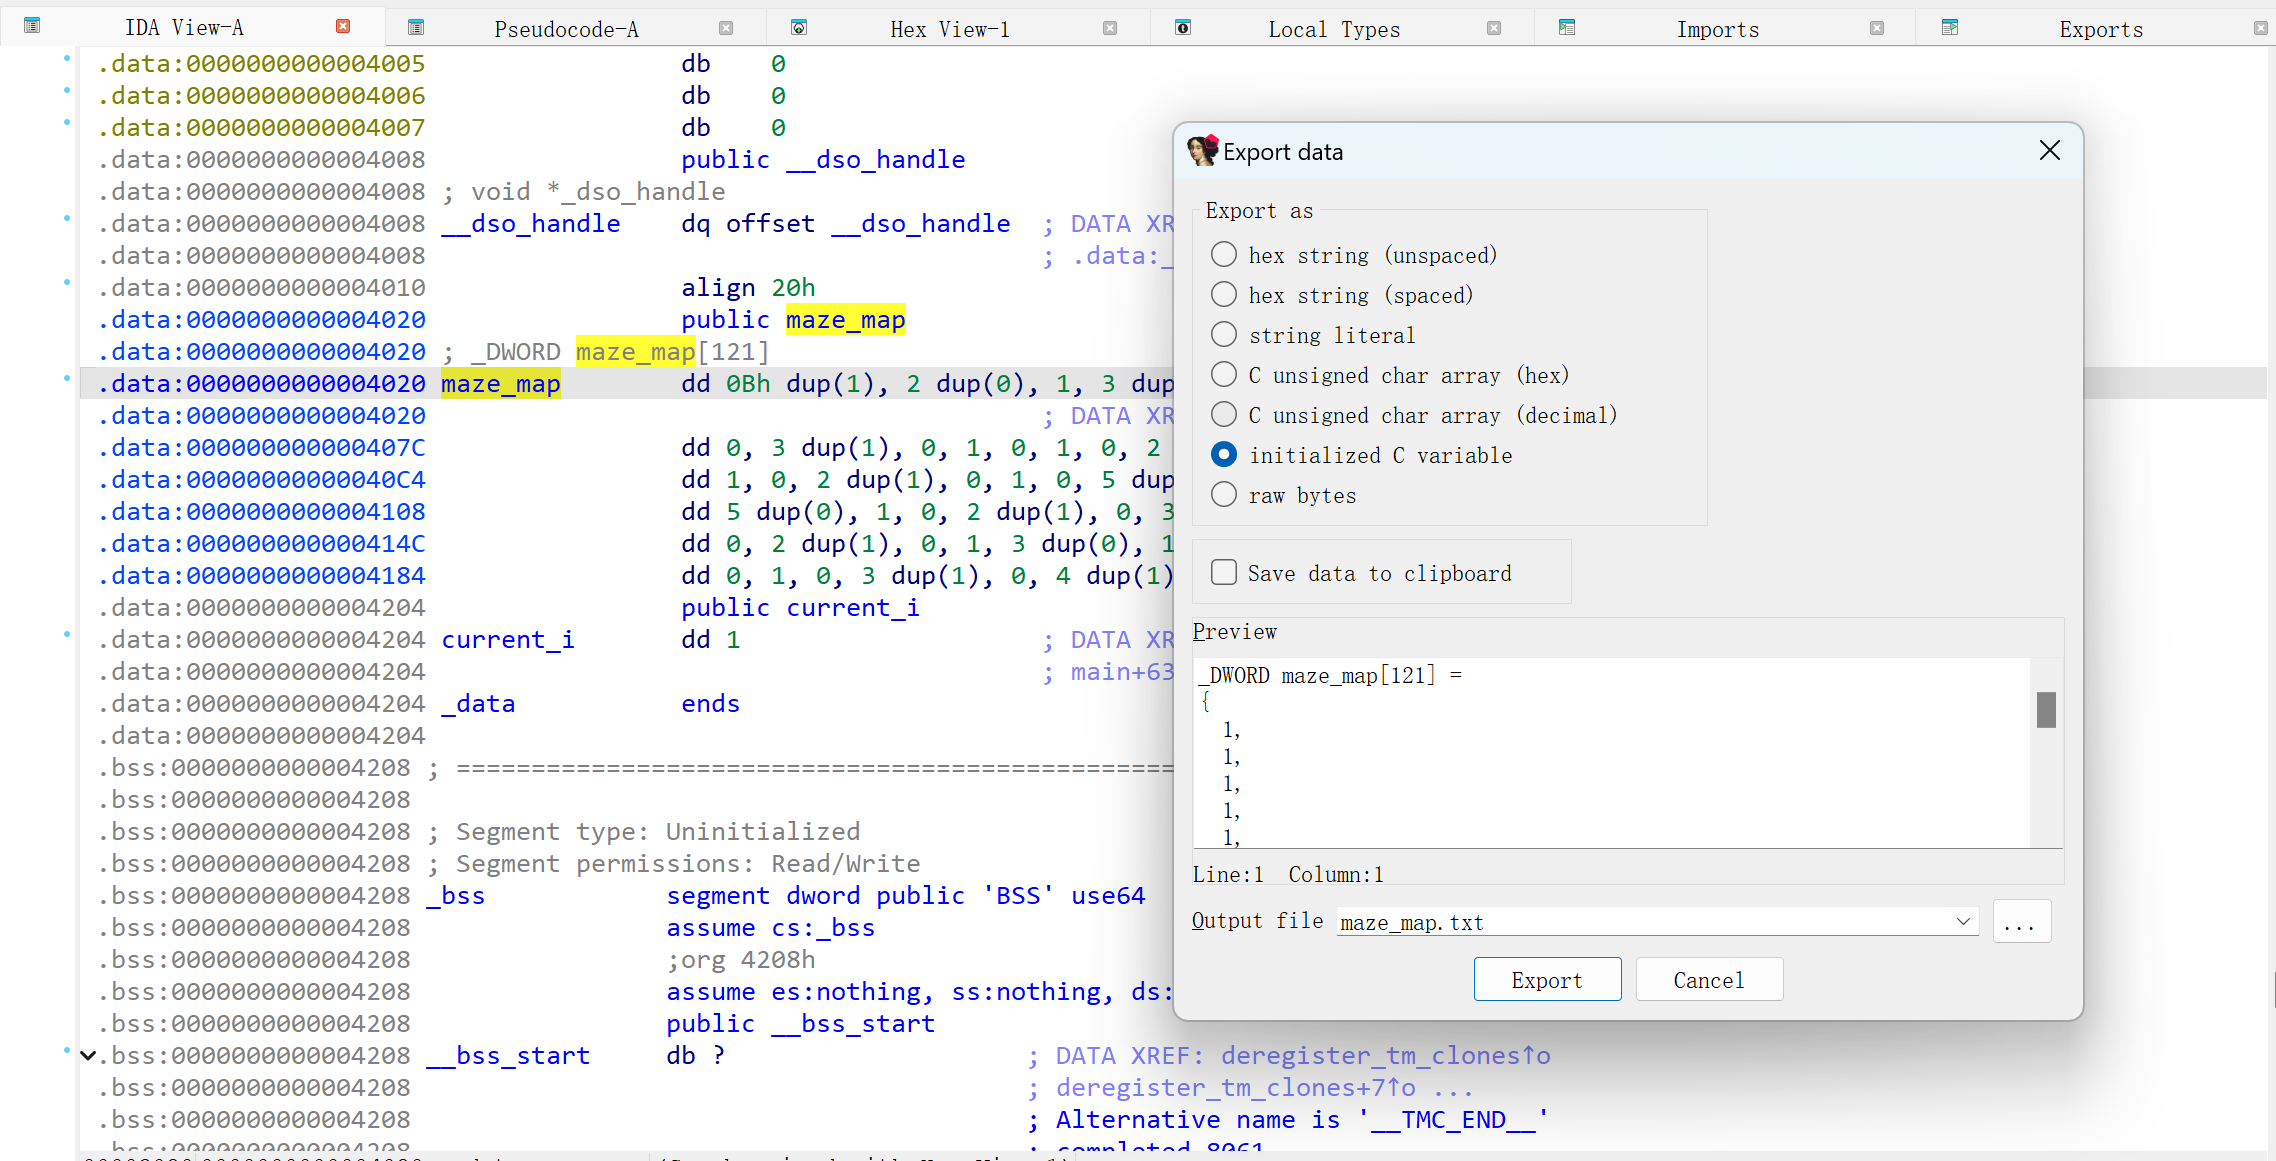 IDA View-A Pseudocode-A Hex View-1 Local Types Imports Exports
.data:0000000000004005 db 0
.data:0000000000004006 db 0
.data:0000000000004007 db 0
.data:0000000000004008 public __dso_handle
.data:0000000000004008 ; void *_dso_handle
.data:0000000000004008 __dso_handle dq offset __dso_handle ; DATA XR
.data:0000000000004008 ; .data:_
.data:0000000000004010 align 20h
.data:0000000000004020 public maze_map
.data:0000000000004020 ; _DWORD maze_map[121]
.data:0000000000004020 maze_map dd 0Bh dup(1), 2 dup(0), 1, 3 dup
.data:0000000000004020 ; DATA XR
.data:000000000000407C dd 0, 3 dup(1), 0, 1, 0, 1, 0, 2
.data:00000000000040C4 dd 1, 0, 2 dup(1), 0, 1, 0, 5 dup
.data:0000000000004108 dd 5 dup(0), 1, 0, 2 dup(1), 0, 3
.data:000000000000414C dd 0, 2 dup(1), 0, 1, 3 dup(0), 1
.data:0000000000004184 dd 0, 1, 0, 3 dup(1), 0, 4 dup(1)
.data:0000000000004204 public current_i
.data:0000000000004204 current_i dd 1 ; DATA XR
.data:0000000000004204 ; main+63
.data:0000000000004204 _data ends
.data:0000000000004204
.bss:0000000000004208 ; ================================================
.bss:0000000000004208
.bss:0000000000004208 ; Segment type: Uninitialized
.bss:0000000000004208 ; Segment permissions: Read/Write
.bss:0000000000004208 _bss segment dword public 'BSS' use64
.bss:0000000000004208 assume cs:_bss
.bss:0000000000004208 ;org 4208h
.bss:0000000000004208 assume es:nothing, ss:nothing, ds:
.bss:0000000000004208 public __bss_start
.bss:0000000000004208 __bss_start db ? ; DATA XREF: deregister_tm_clones↑o
.bss:0000000000004208 ; deregister_tm_clones+7↑o ...
.bss:0000000000004208 ; Alternative name is '__TMC_END__'
.bss:0000000000004208 ; completed 8061
Export data
Export as
hex string (unspaced)
hex string (spaced)
string literal
C unsigned char array (hex)
C unsigned char array (decimal)
initialized C variable
raw bytes
Save data to clipboard
Preview
_DWORD maze_map[121] =
{
1,
1,
1,
1,
1,
Line:1 Column:1
Output file maze_map.txt ...
Export Cancel